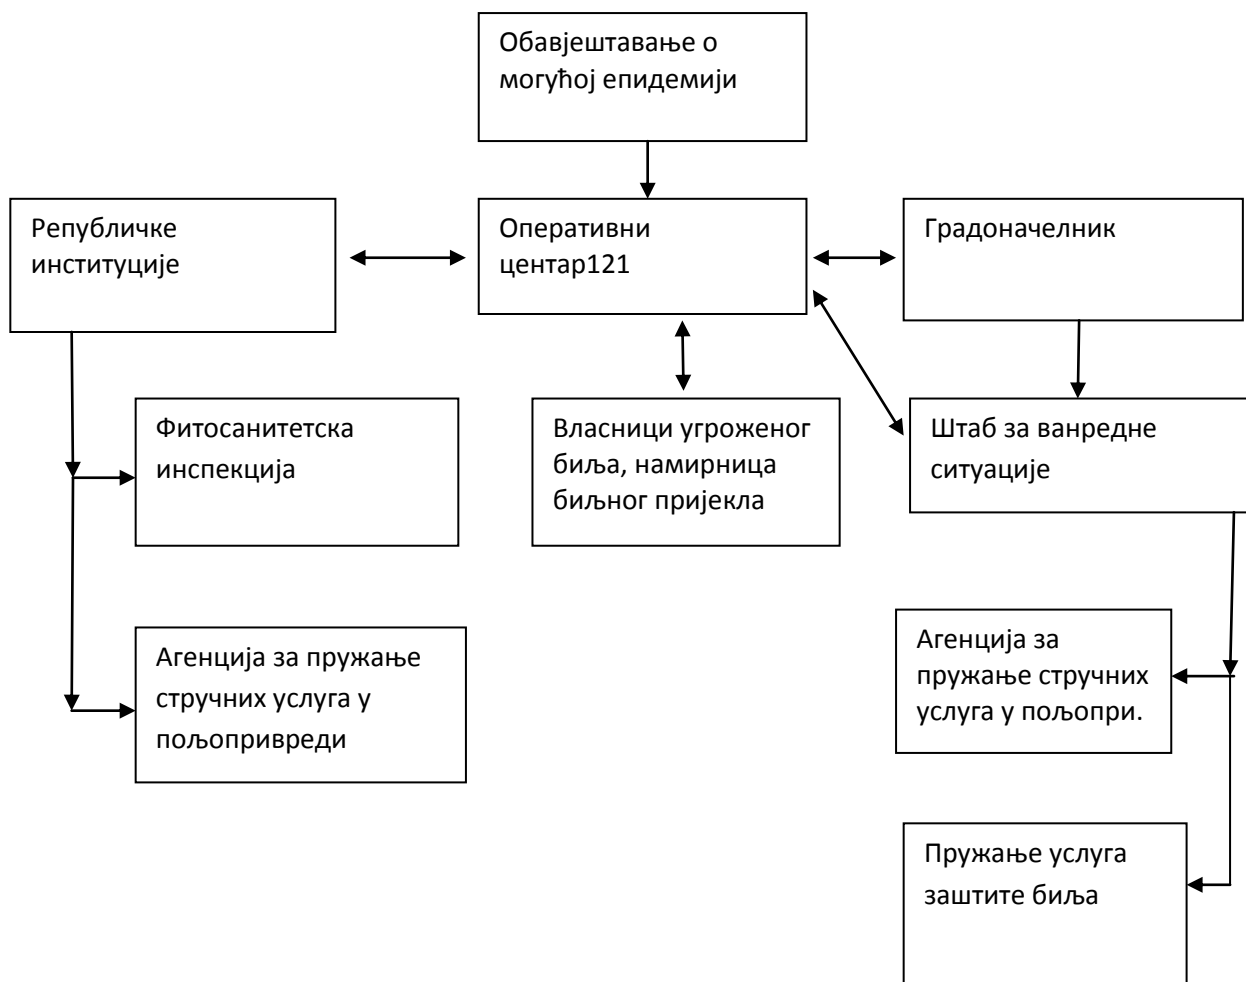 Обавјештавање о
могућој епидемији
Републичке
институције
Оперативни
центар121
Градоначелник
Фитосанитетска
инспекција
Власници угроженог
биља, намирница
биљног пријекла
Штаб за ванредне
ситуације
Агенција за пружање
стручних услуга у
пољопривреди
Агенција за
пружање стручних
услуга у пољопри.
Пружање услуга
заштите биља